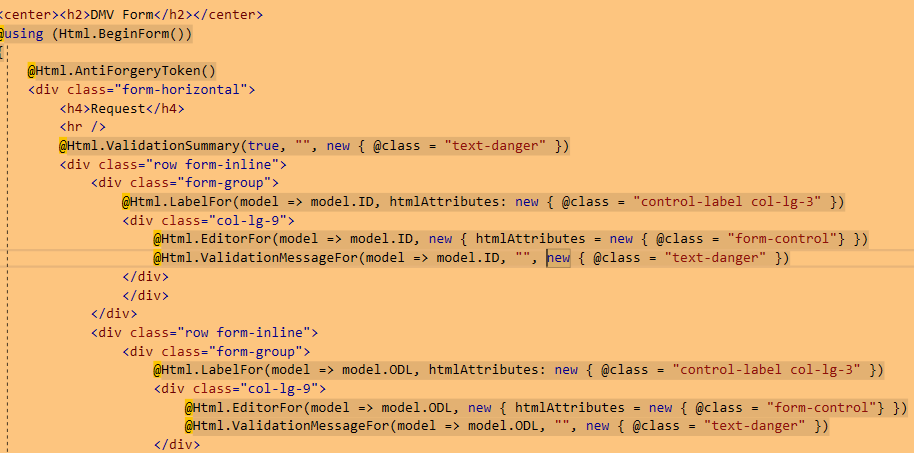 <center><h2>DMV Form</h2></center>
@using (Html.BeginForm())
{
@Html.AntiForgeryToken()
<div class="form-horizontal">
<h4>Request</h4>
<hr />
@Html.ValidationSummary(true, "", new { @class = "text-danger" })
<div class="row form-inline">
<div class="form-group">
@Html.LabelFor(model => model.ID, htmlAttributes: new { @class = "control-label col-lg-3" })
<div class="col-lg-9">
@Html.EditorFor(model => model.ID, new { htmlAttributes = new { @class = "form-control"} })
@Html.ValidationMessageFor(model => model.ID, "", new { @class = "text-danger" })
</div>
</div>
</div>
<div class="row form-inline">
<div class="form-group">
@Html.LabelFor(model => model.ODL, htmlAttributes: new { @class = "control-label col-lg-3" })
<div class="col-lg-9">
@Html.EditorFor(model => model.ODL, new { htmlAttributes = new { @class = "form-control"} })
@Html.ValidationMessageFor(model => model.ODL, "", new { @class = "text-danger" })
</div>